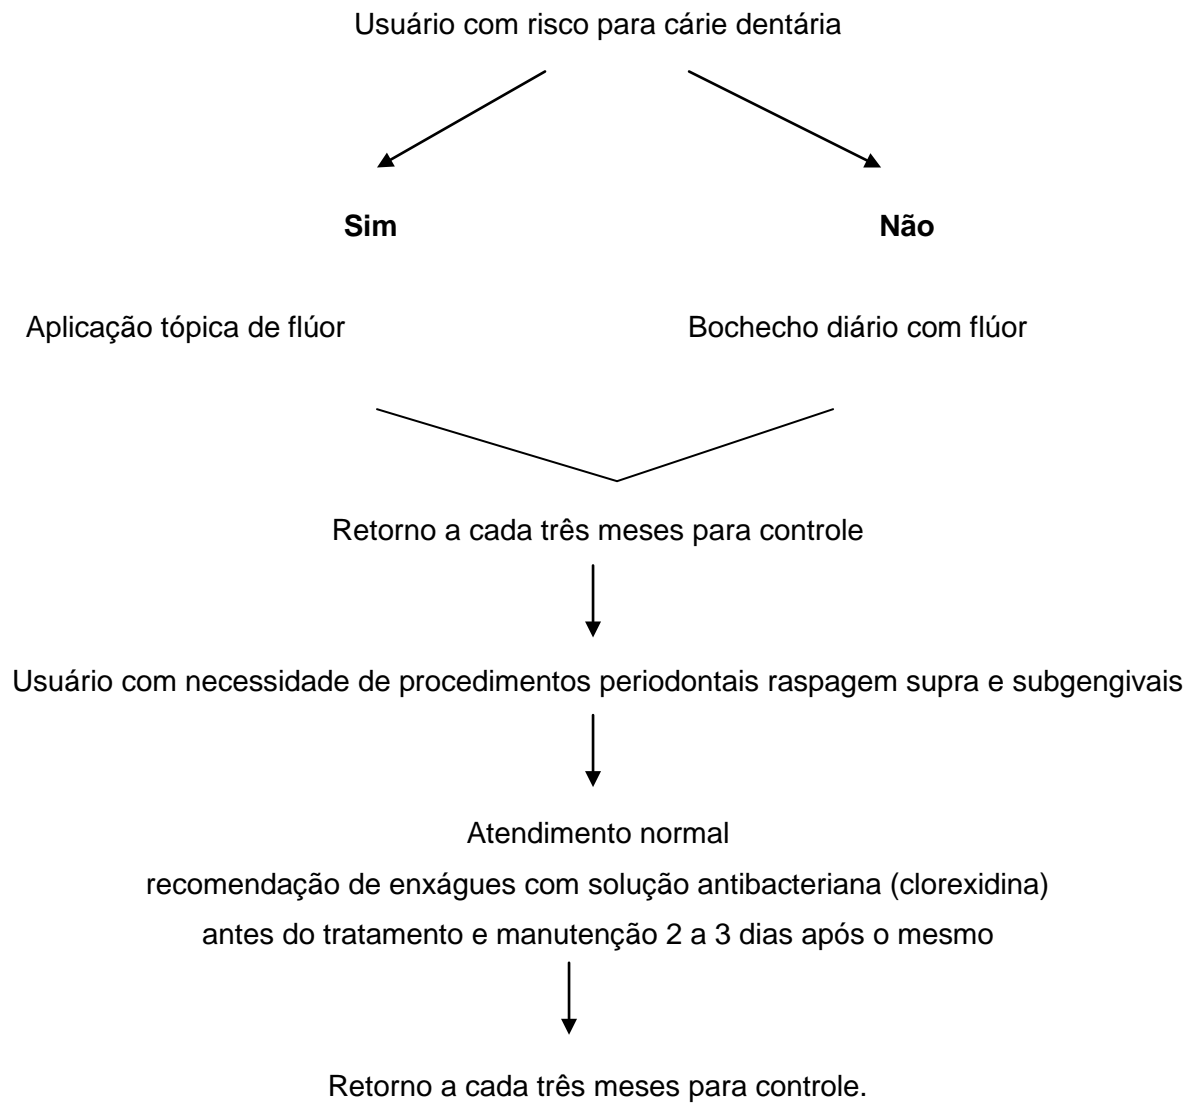 Usuário com risco para cárie dentária
Sim
Não
Aplicação tópica de flúor
Bochecho diário com flúor
Retorno a cada três meses para controle
Usuário com necessidade de procedimentos periodontais raspagem supra e subgengivais
Atendimento normal
recomendação de enxágues com solução antibacteriana (clorexidina)
antes do tratamento e manutenção 2 a 3 dias após o mesmo
Retorno a cada três meses para controle.